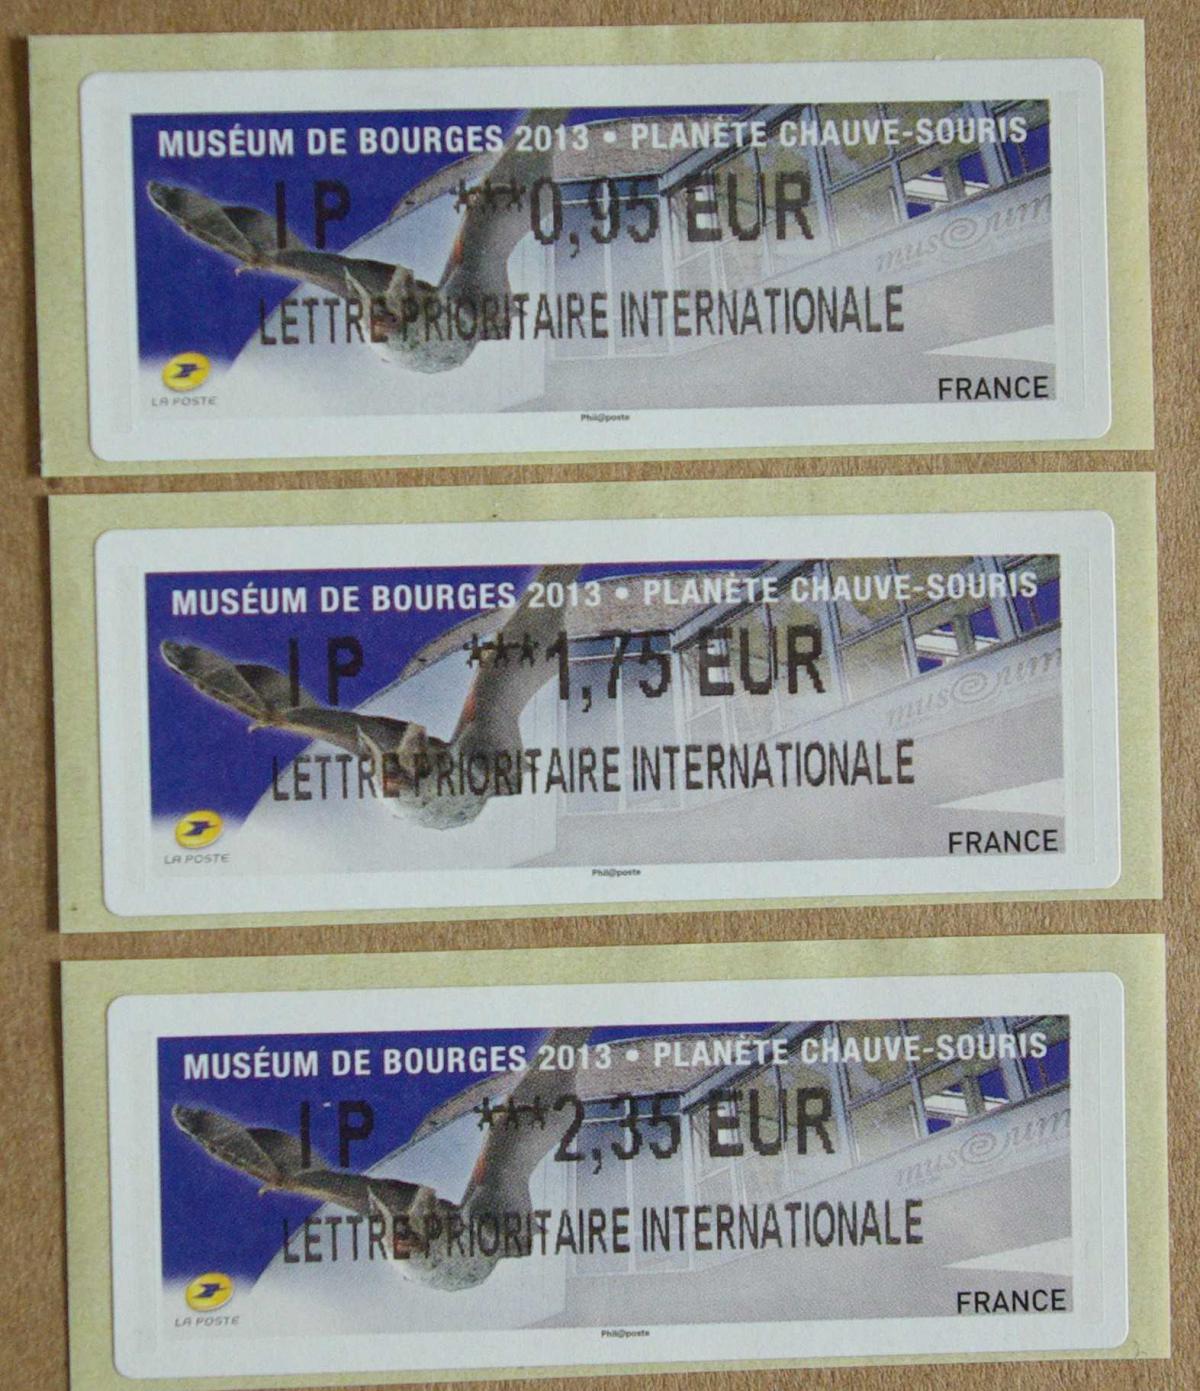 MUSÉUM DE BOURGES 2013 • PLANÈTE CHAUVE-SOURIS
IP ***0,95 EUR
muséum
LETTRE PRIORITAIRE INTERNATIONALE
LA POSTE
FRANCE
Phil@poste
MUSÉUM DE BOURGES 2013 • PLANÈTE CHAUVE-SOURIS
IP ***1,75 EUR
muséum
LETTRE PRIORITAIRE INTERNATIONALE
LA POSTE
FRANCE
Phil@poste
MUSÉUM DE BOURGES 2013 • PLANÈTE CHAUVE-SOURIS
IP ***2,35 EUR
muséum
LETTRE PRIORITAIRE INTERNATIONALE
LA POSTE
FRANCE
Phil@poste